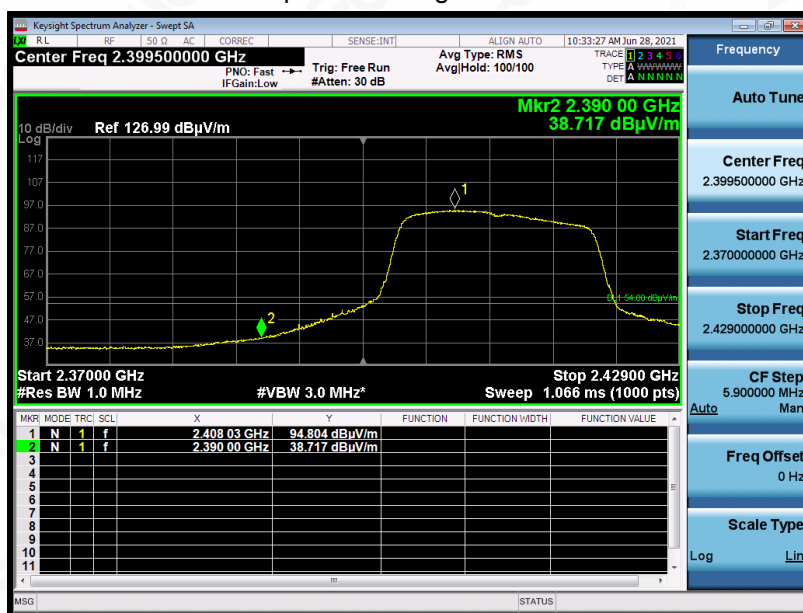 Keysight Spectrum Analyzer - Swept SA
LXI RL RF 50 Ω AC CORREC SENSE:INT ALIGN AUTO 10:33:27 AM Jun 28, 2021
Center Freq 2.399500000 GHz
PNO: Fast
IFGain:Low
Trig: Free Run
#Atten: 30 dB
Avg Type: RMS
Avg|Hold: 100/100
TRACE 1 2 3 4 5 6
TYPE A WWWWW
DET A N N N N N
Mkr2 2.390 00 GHz
38.717 dBµV/m
10 dB/div Ref 126.99 dBµV/m
Log
117
107
97.0
87.0
77.0
67.0
57.0
47.0
37.0
1
2
DL1 54.00 dBµV/m
Start 2.37000 GHz Stop 2.42900 GHz
#Res BW 1.0 MHz #VBW 3.0 MHz* Sweep 1.066 ms (1000 pts)
MKR MODE TRC SCL X Y FUNCTION FUNCTION WIDTH FUNCTION VALUE
1 N 1 f 2.408 03 GHz 94.804 dBµV/m
2 N 1 f 2.390 00 GHz 38.717 dBµV/m
3
4
5
6
7
8
9
10
11
MSG STATUS
Frequency
Auto Tune
Center Freq
2.399500000 GHz
Start Freq
2.370000000 GHz
Stop Freq
2.429000000 GHz
CF Step
5.900000 MHz
Auto Man
Freq Offset
0 Hz
Scale Type
Log Lin